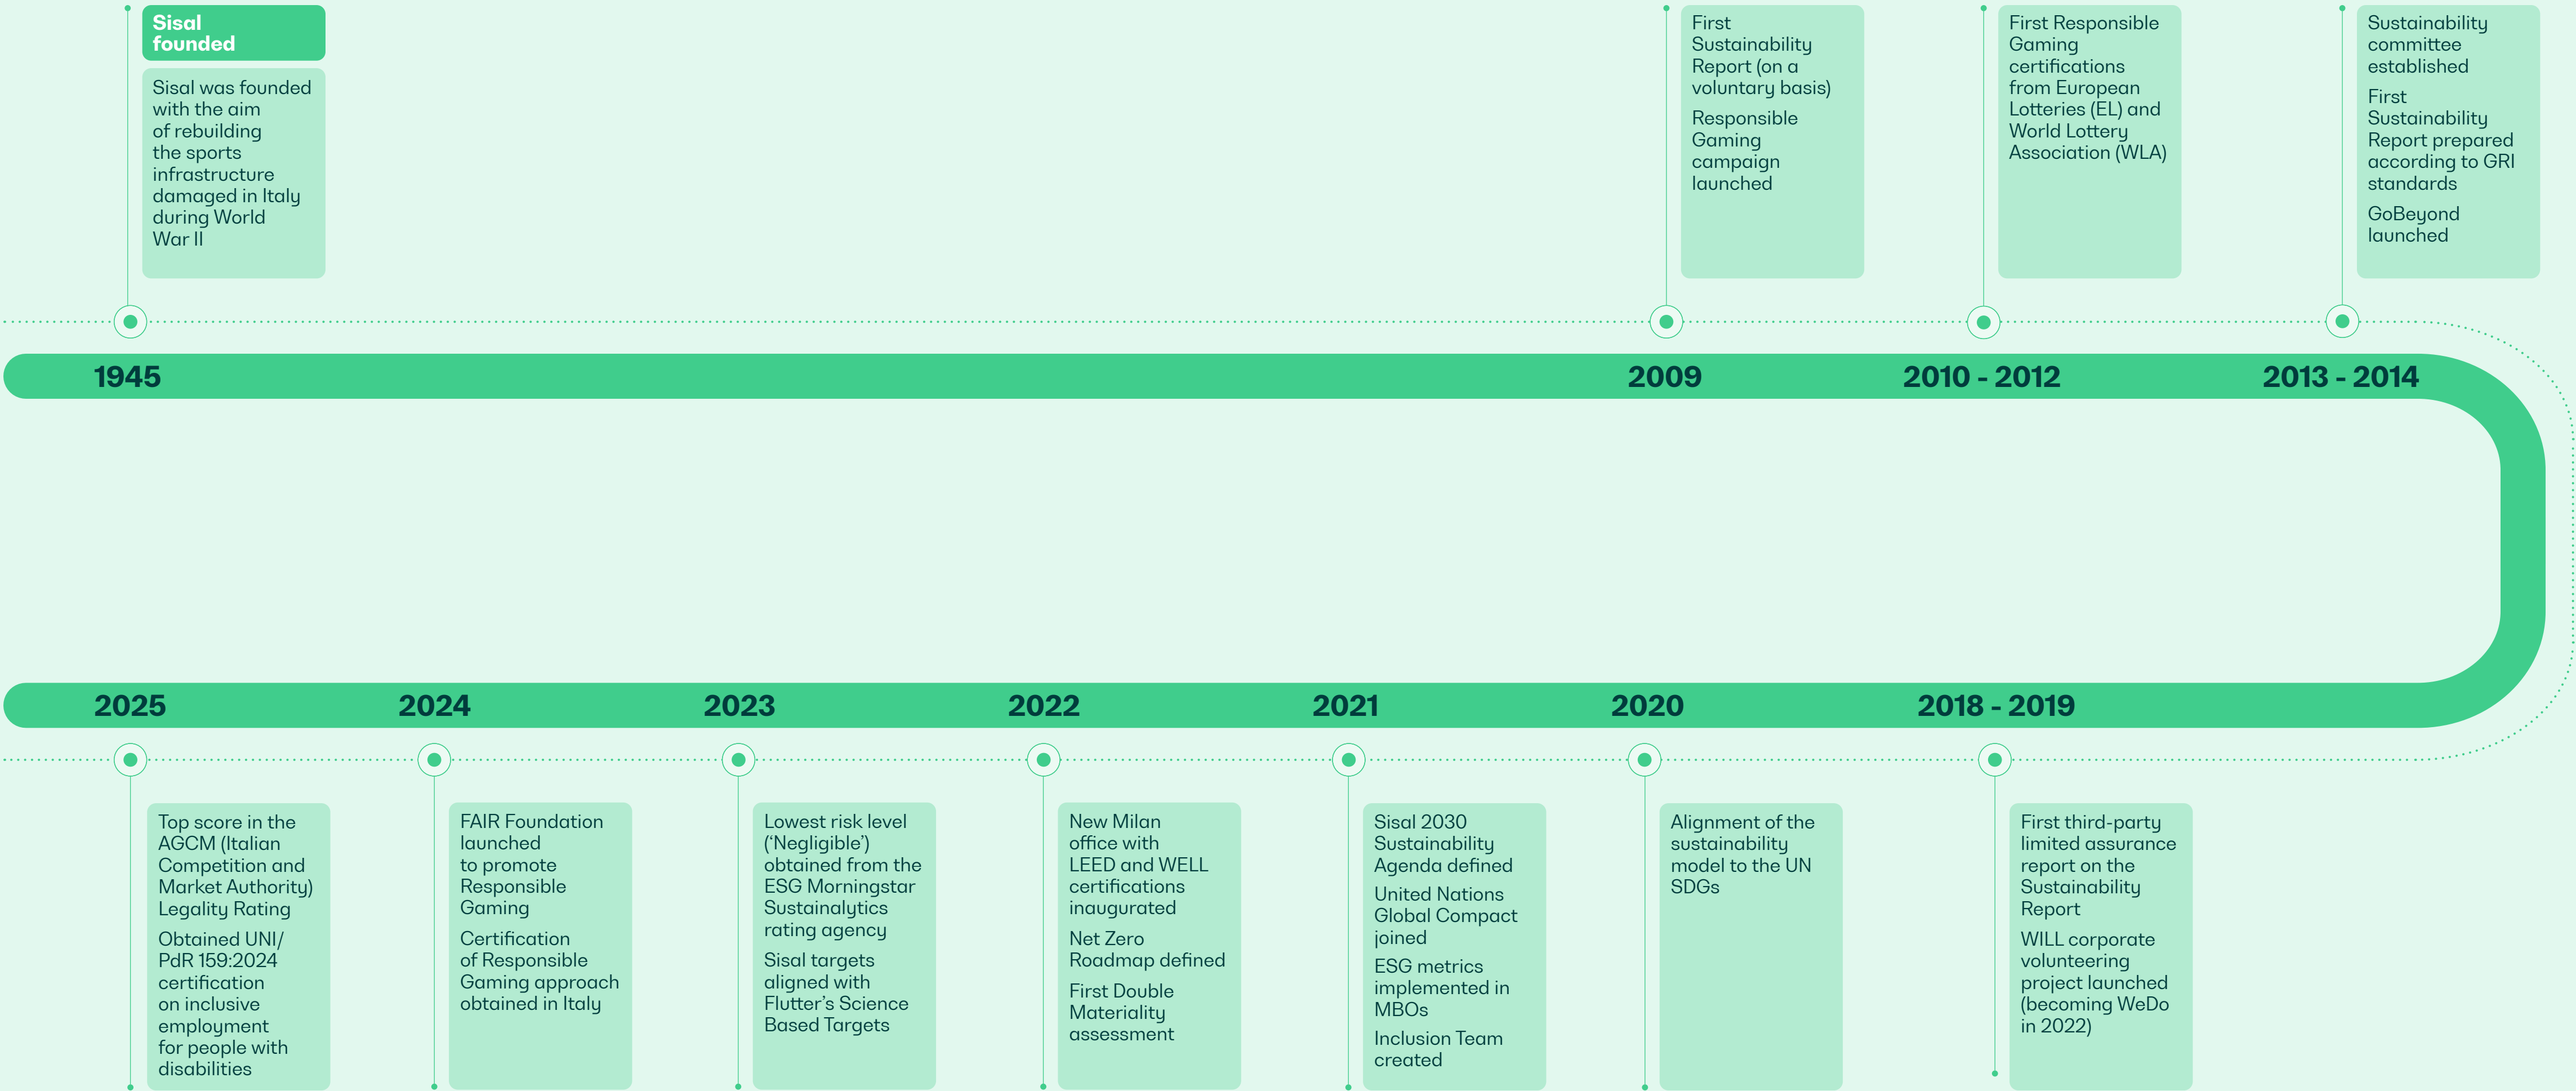 Sisal
founded
Sisal was founded
with the aim
of rebuilding
the sports
infrastructure
damaged in Italy
during World
War II
First
Sustainability
Report (on a
voluntary basis)
Responsible
Gaming
campaign
launched
First Responsible
Gaming
certifications
from European
Lotteries (EL) and
World Lottery
Association (WLA)
Sustainability
committee
established
First
Sustainability
Report prepared
according to GRI
standards
GoBeyond
launched
1945
2009
2010 - 2012
2013 - 2014
2025
2024
2023
2022
2021
2020
2018 - 2019
Top score in the
AGCM (Italian
Competition and
Market Authority)
Legality Rating
Obtained UNI/
PdR 159:2024
certification
on inclusive
employment
for people with
disabilities
FAIR Foundation
launched
to promote
Responsible
Gaming
Certification
of Responsible
Gaming approach
obtained in Italy
Lowest risk level
(‘Negligible’)
obtained from the
ESG Morningstar
Sustainalytics
rating agency
Sisal targets
aligned with
Flutter’s Science
Based Targets
New Milan
office with
LEED and WELL
certifications
inaugurated
Net Zero
Roadmap defined
First Double
Materiality
assessment
Sisal 2030
Sustainability
Agenda defined
United Nations
Global Compact
joined
ESG metrics
implemented in
MBOs
Inclusion Team
created
Alignment of the
sustainability
model to the UN
SDGs
First third-party
limited assurance
report on the
Sustainability
Report
WILL corporate
volunteering
project launched
(becoming WeDo
in 2022)